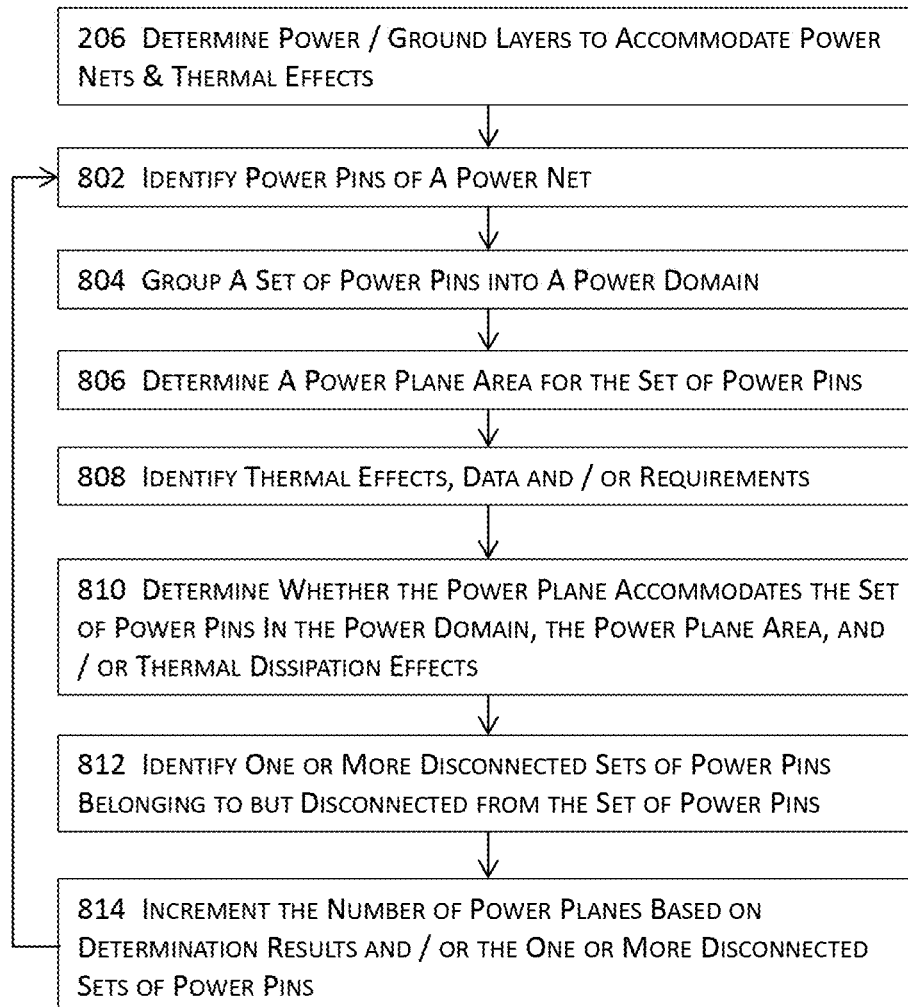 206 DETERMINE POWER / GROUND LAYERS TO ACCOMMODATE POWER
NETS & THERMAL EFFECTS
802 IDENTIFY POWER PINS OF A POWER NET
804 GROUP A SET OF POWER PINS INTO A POWER DOMAIN
806 DETERMINE A POWER PLANE AREA FOR THE SET OF POWER PINS
808 IDENTIFY THERMAL EFFECTS, DATA AND / OR REQUIREMENTS
810 DETERMINE WHETHER THE POWER PLANE ACCOMMODATES THE SET
OF POWER PINS IN THE POWER DOMAIN, THE POWER PLANE AREA, AND
/ OR THERMAL DISSIPATION EFFECTS
812 IDENTIFY ONE OR MORE DISCONNECTED SETS OF POWER PINS
BELONGING TO BUT DISCONNECTED FROM THE SET OF POWER PINS
814 INCREMENT THE NUMBER OF POWER PLANES BASED ON
DETERMINATION RESULTS AND / OR THE ONE OR MORE DISCONNECTED
SETS OF POWER PINS